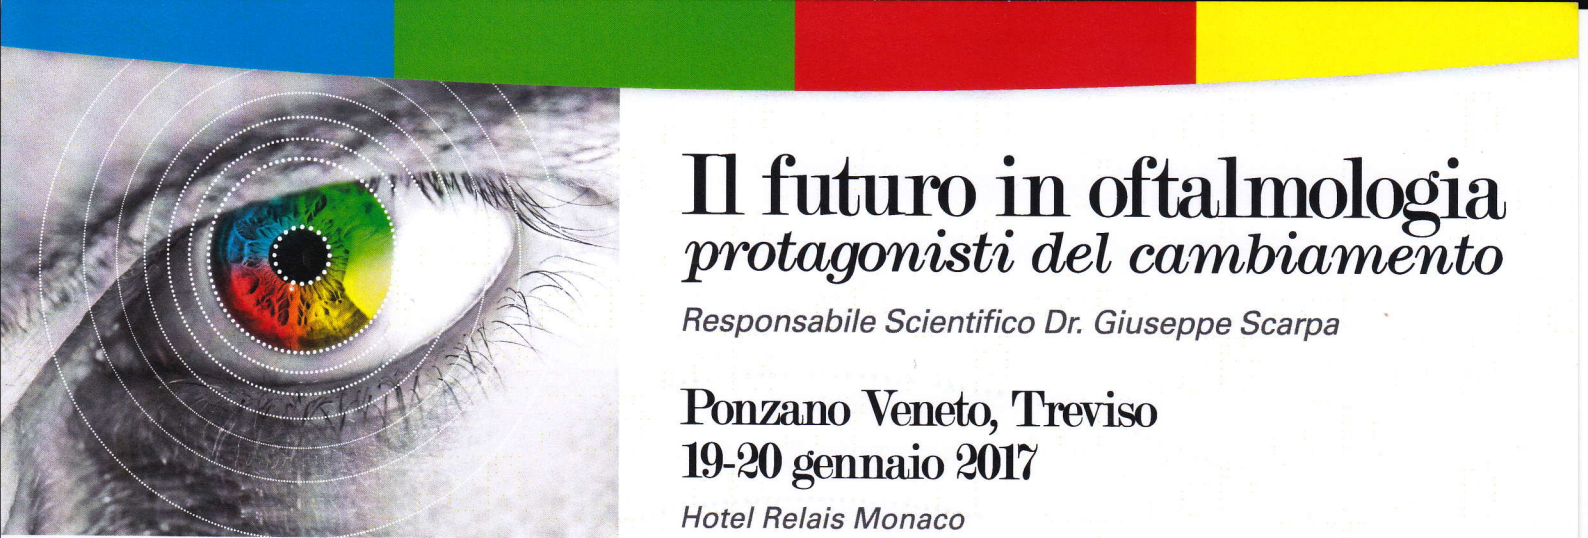 Il futuro in oftalmologia
protagonisti del cambiamento
Responsabile Scientifico Dr. Giuseppe Scarpa
Ponzano Veneto, Treviso
19-20 gennaio 2017
Hotel Relais Monaco